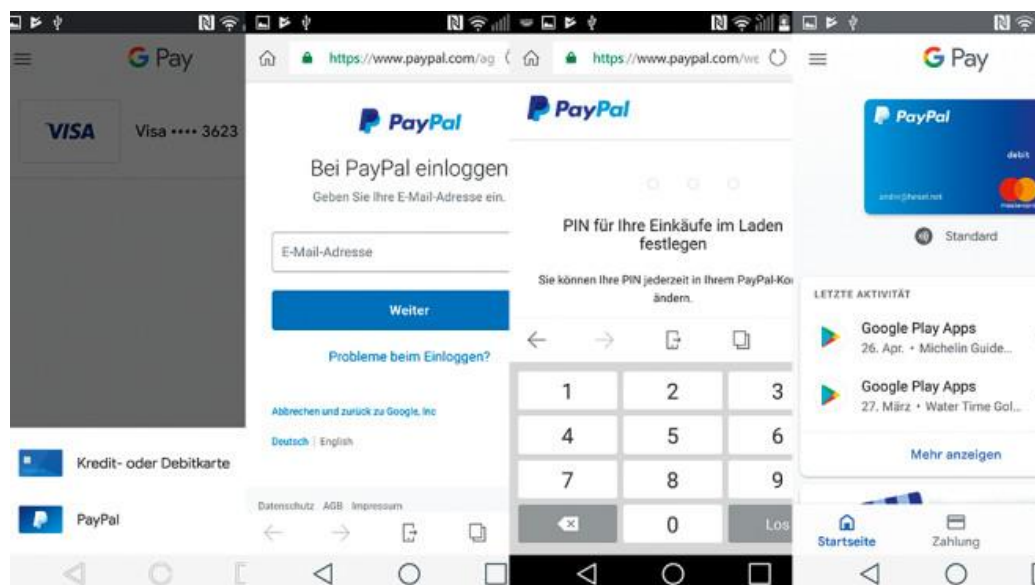 G Pay
VISA
Visa •••• 3623
Kredit- oder Debitkarte
PayPal
https://www.paypal.com/ag
PayPal
Bei PayPal einloggen
Geben Sie Ihre E-Mail-Adresse ein.
E-Mail-Adresse
Weiter
Probleme beim Einloggen?
Abbrechen und zurück zu Google, Inc
Deutsch | English
Datenschutz AGB Impressum
https://www.paypal.com/we
PayPal
PIN für Ihre Einkäufe im Laden
festlegen
Sie können Ihre PIN jederzeit in Ihrem PayPal-Ko
ändern.
1 2 3
4 5 6
7 8 9
0 Los
G Pay
PayPal
debit
Standard
LETZTE AKTIVITÄT
Google Play Apps
26. Apr. • Michelin Guide...
Google Play Apps
27. März • Water Time Gol...
Mehr anzeigen
Startseite Zahlung